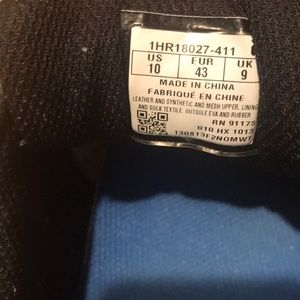 1HR18027-411
US EUR UK
10 43 9
MADE IN CHINA
FABRIQUÉ EN CHINE
LEATHER AND SYNTHETIC AND MESH UPPER, LINING
AND SOCK TEXTILE. OUTSOLE-EVA AND RUBBER
RN 91175
010 HX 1013
130813F2NOMWT